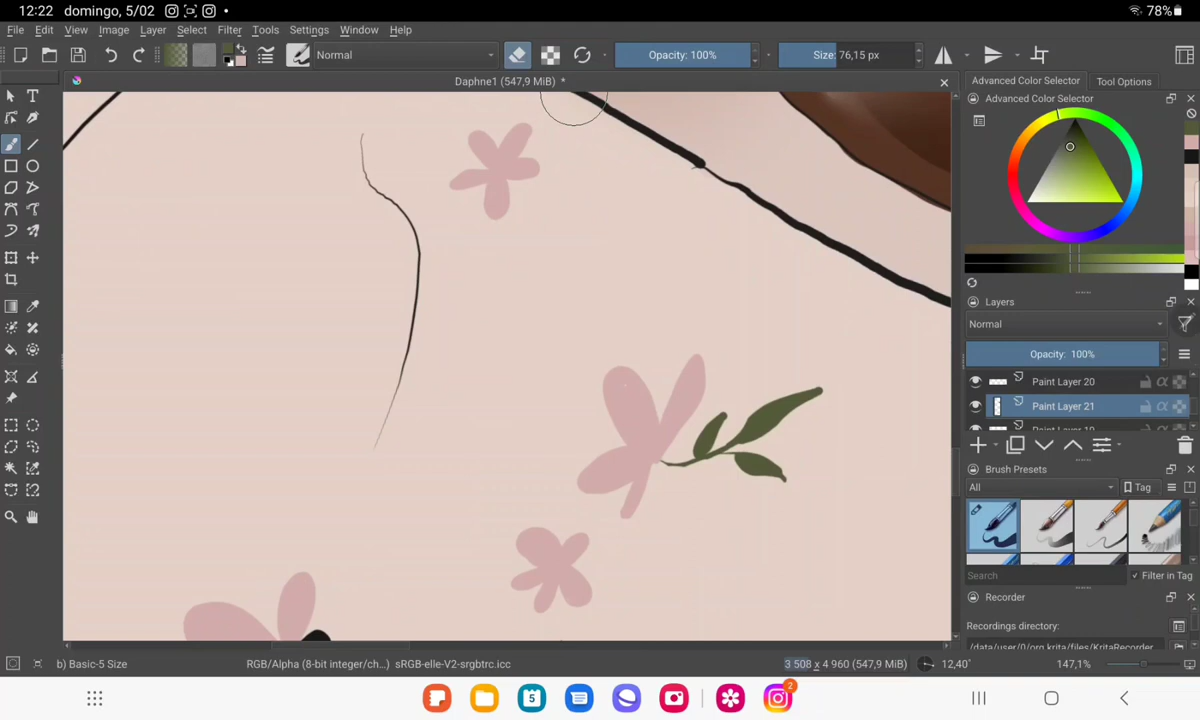 12:22 domingo, 5/02
78%
File Edit View Image Layer Select Filter Tools Settings Window Help
Normal
Opacity: 100%
Size: 76,15 px
Daphne1 (547,9 MiB) *
Advanced Color Selector
Tool Options
Advanced Color Selector
Layers
Normal
Opacity: 100%
Paint Layer 20
Paint Layer 21
Brush Presets
All
Tag
Search
Filter in Tag
Recorder
Recordings directory:
/data/user/0/org.krita/files/KritaRecorder
b) Basic-5 Size
RGB/Alpha (8-bit integer/ch...) sRGB-elle-V2-srgbtrc.icc
3 508 x 4 960 (547,9 MiB)
12,40°
147,1%
5
2